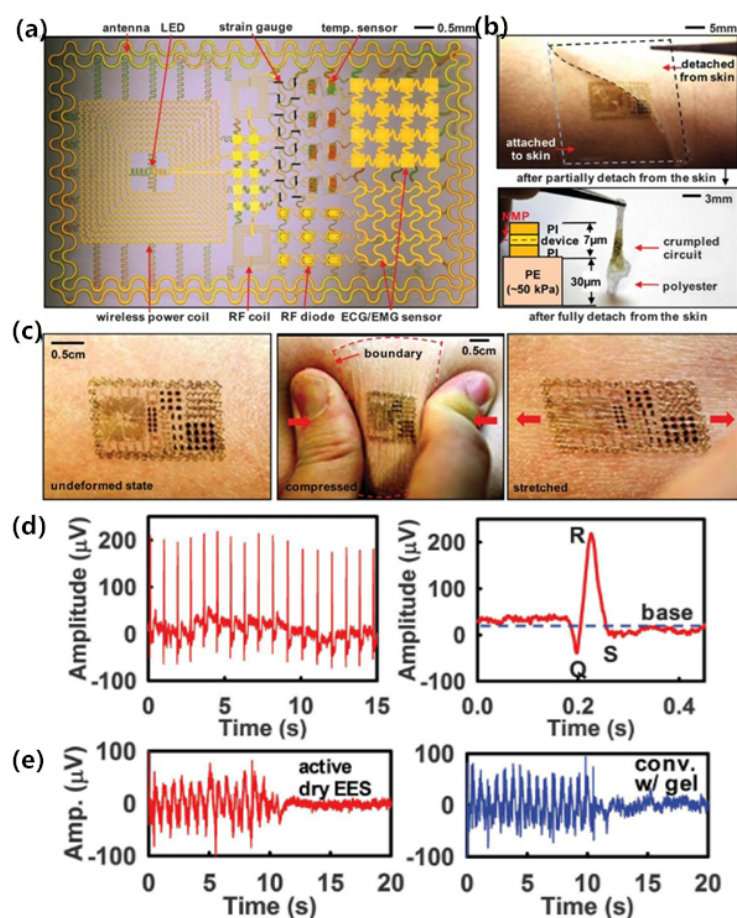 (a)
antenna LED strain gauge temp. sensor 0.5mm
wireless power coil RF coil RF diode ECG/EMG sensor
(b)
5mm
detached
from skin
attached
to skin
after partially detach from the skin
3mm
NMP
PI
device
PI
7μm
PE
(~50 kPa)
30μm
crumpled
circuit
polyester
after fully detach from the skin
(c)
0.5cm
undeformed state
boundary
0.5cm
compressed
stretched
(d)
Amplitude (μV)
200
100
0
-100
0 5 10 15
Time (s)
Amplitude (μV)
200
100
0
-100
R
base
Q
S
0.0 0.2 0.4
Time (s)
(e)
Amp. (μV)
100
0
-100
active
dry EES
0 5 10 15 20
Time (s)
100
0
-100
conv.
w/ gel
0 5 10 15 20
Time (s)